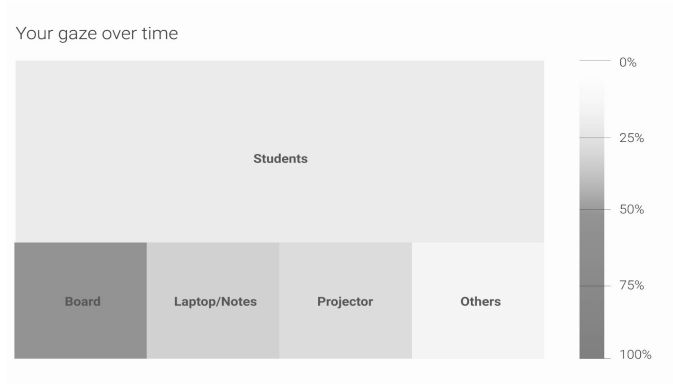 Your gaze over time
0%
Students
25%
50%
Board
Laptop/Notes
Projector
Others
75%
100%